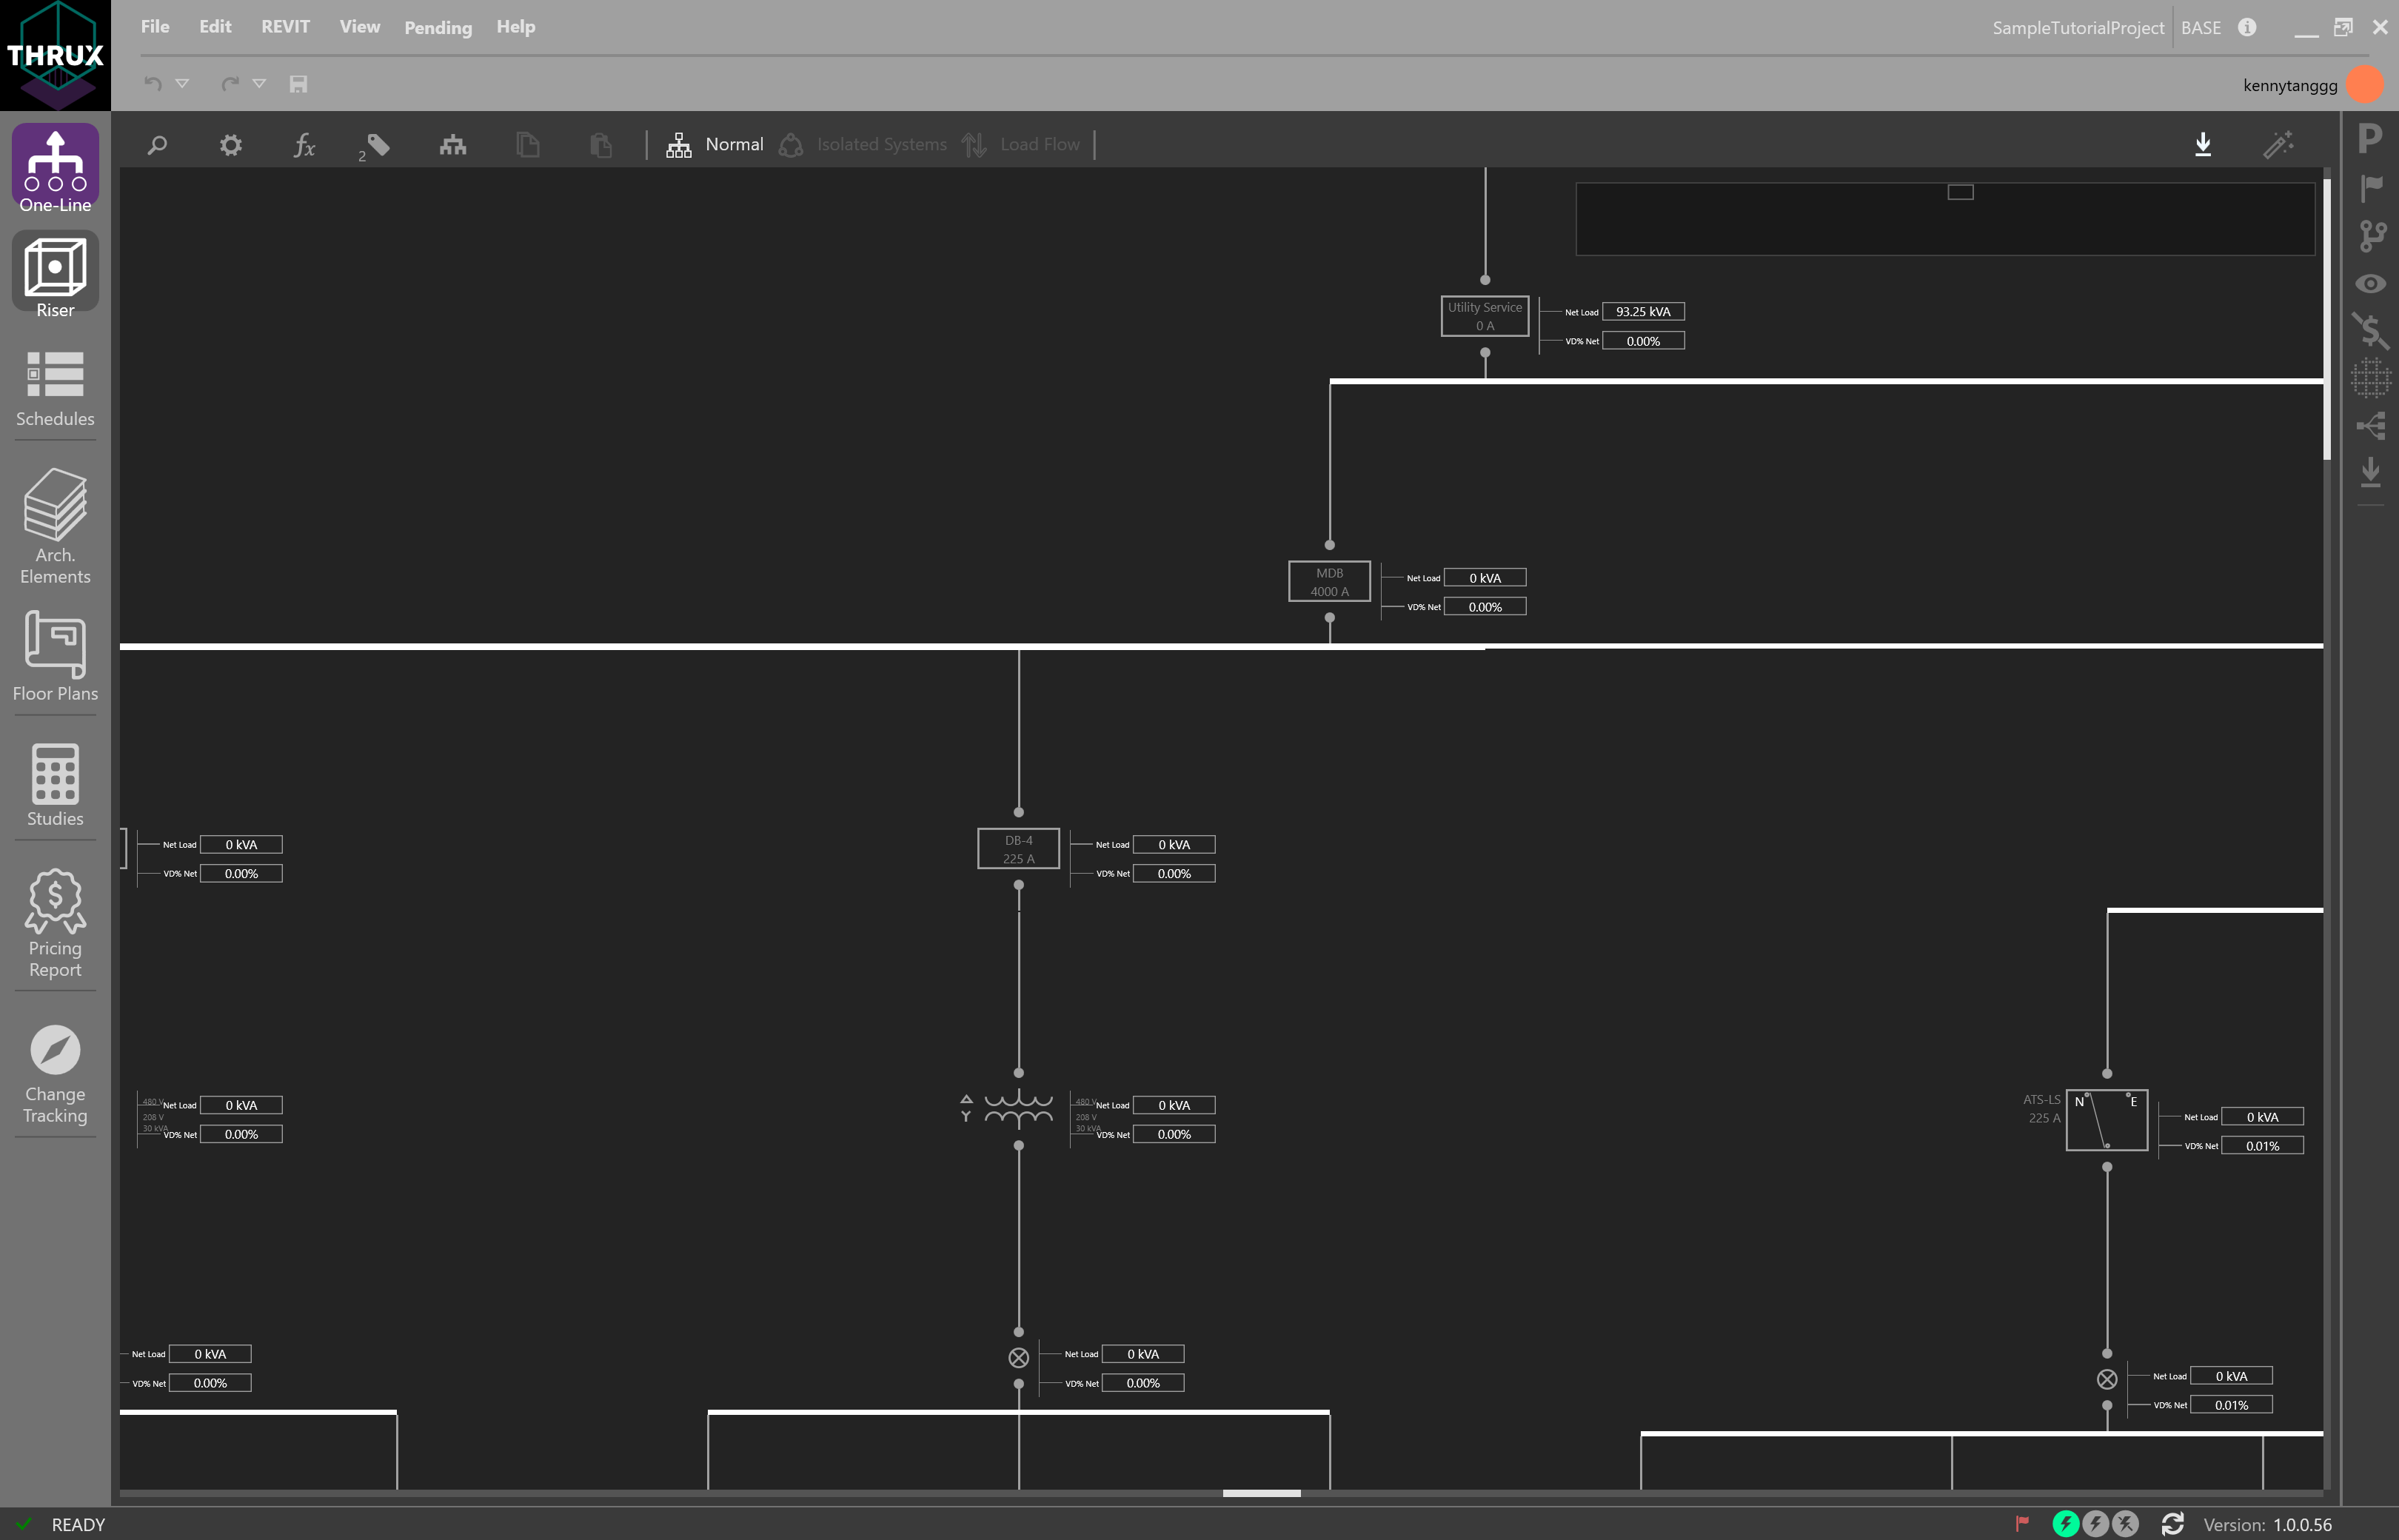 THRUX
File Edit REVIT View Pending Help
SampleTutorialProject BASE
kennytanggg
One-Line
Riser
Schedules
Arch.
Elements
Floor Plans
Studies
Pricing
Report
Change
Tracking
fx 2 Normal Isolated Systems Load Flow
P
Utility Service
0 A
Net Load 93.25 kVA
VD% Net 0.00%
MDB
4000 A
Net Load 0 kVA
VD% Net 0.00%
Net Load 0 kVA
VD% Net 0.00%
DB-4
225 A
Net Load 0 kVA
VD% Net 0.00%
480 V
208 V
30 kVA
Net Load 0 kVA
VD% Net 0.00%
480 V
208 V
30 kVA
Net Load 0 kVA
VD% Net 0.00%
ATS-LS
225 A
N E
Net Load 0 kVA
VD% Net 0.01%
Net Load 0 kVA
VD% Net 0.00%
Net Load 0 kVA
VD% Net 0.00%
Net Load 0 kVA
VD% Net 0.01%
READY
Version: 1.0.0.56